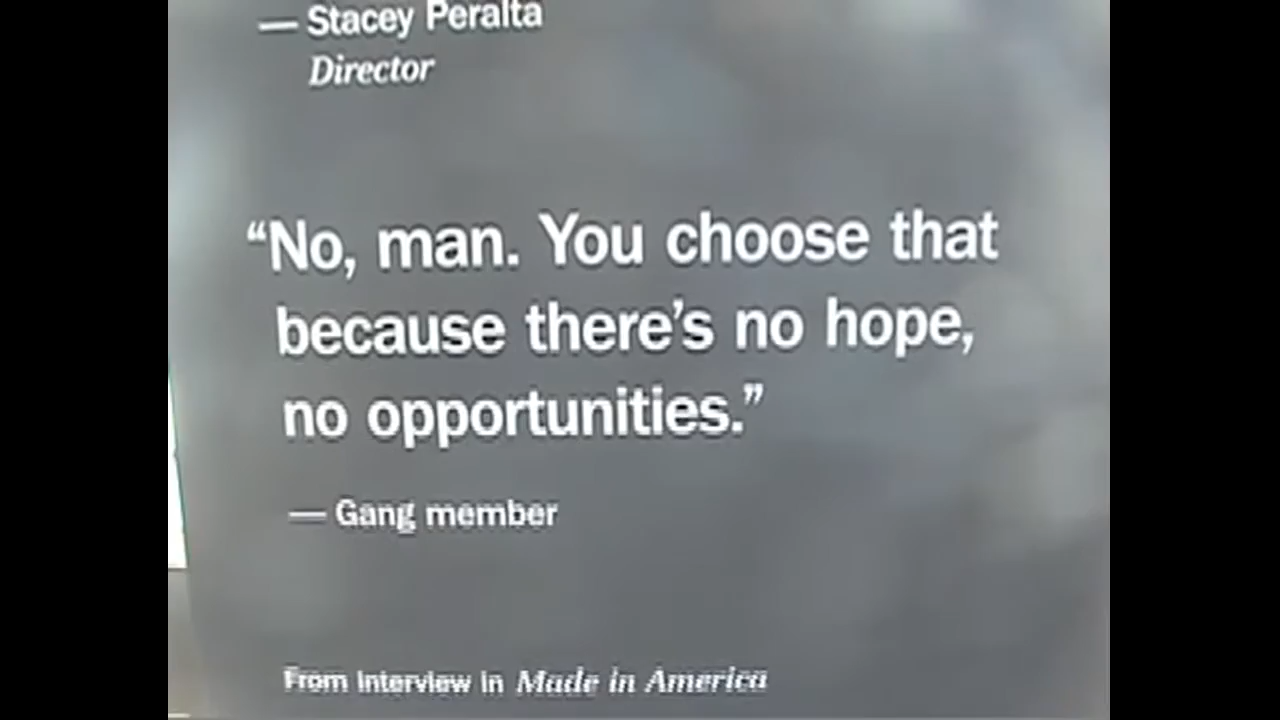 — Stacey Peralta
Director
“No, man. You choose that
because there’s no hope,
no opportunities.”
— Gang member
From Interview in Made in America